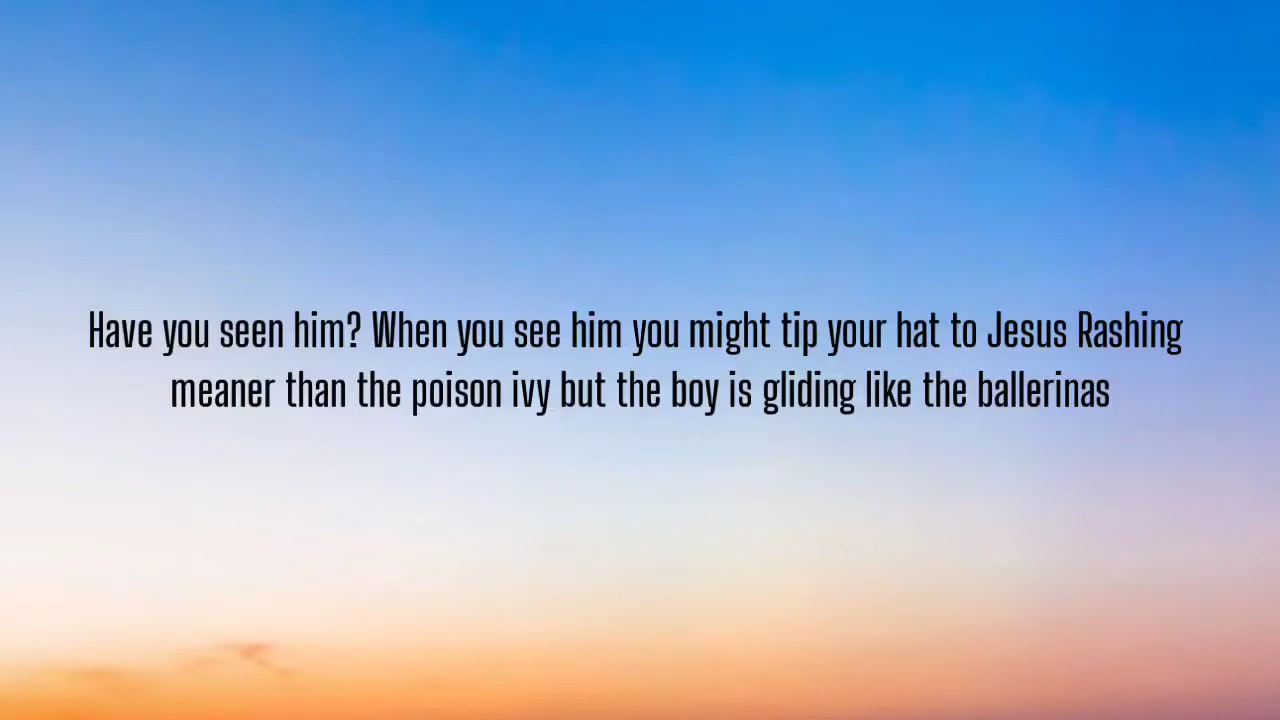 Have you seen him? When you see him you might tip your hat to Jesus Rashing
meaner than the poison ivy but the boy is gliding like the ballerinas